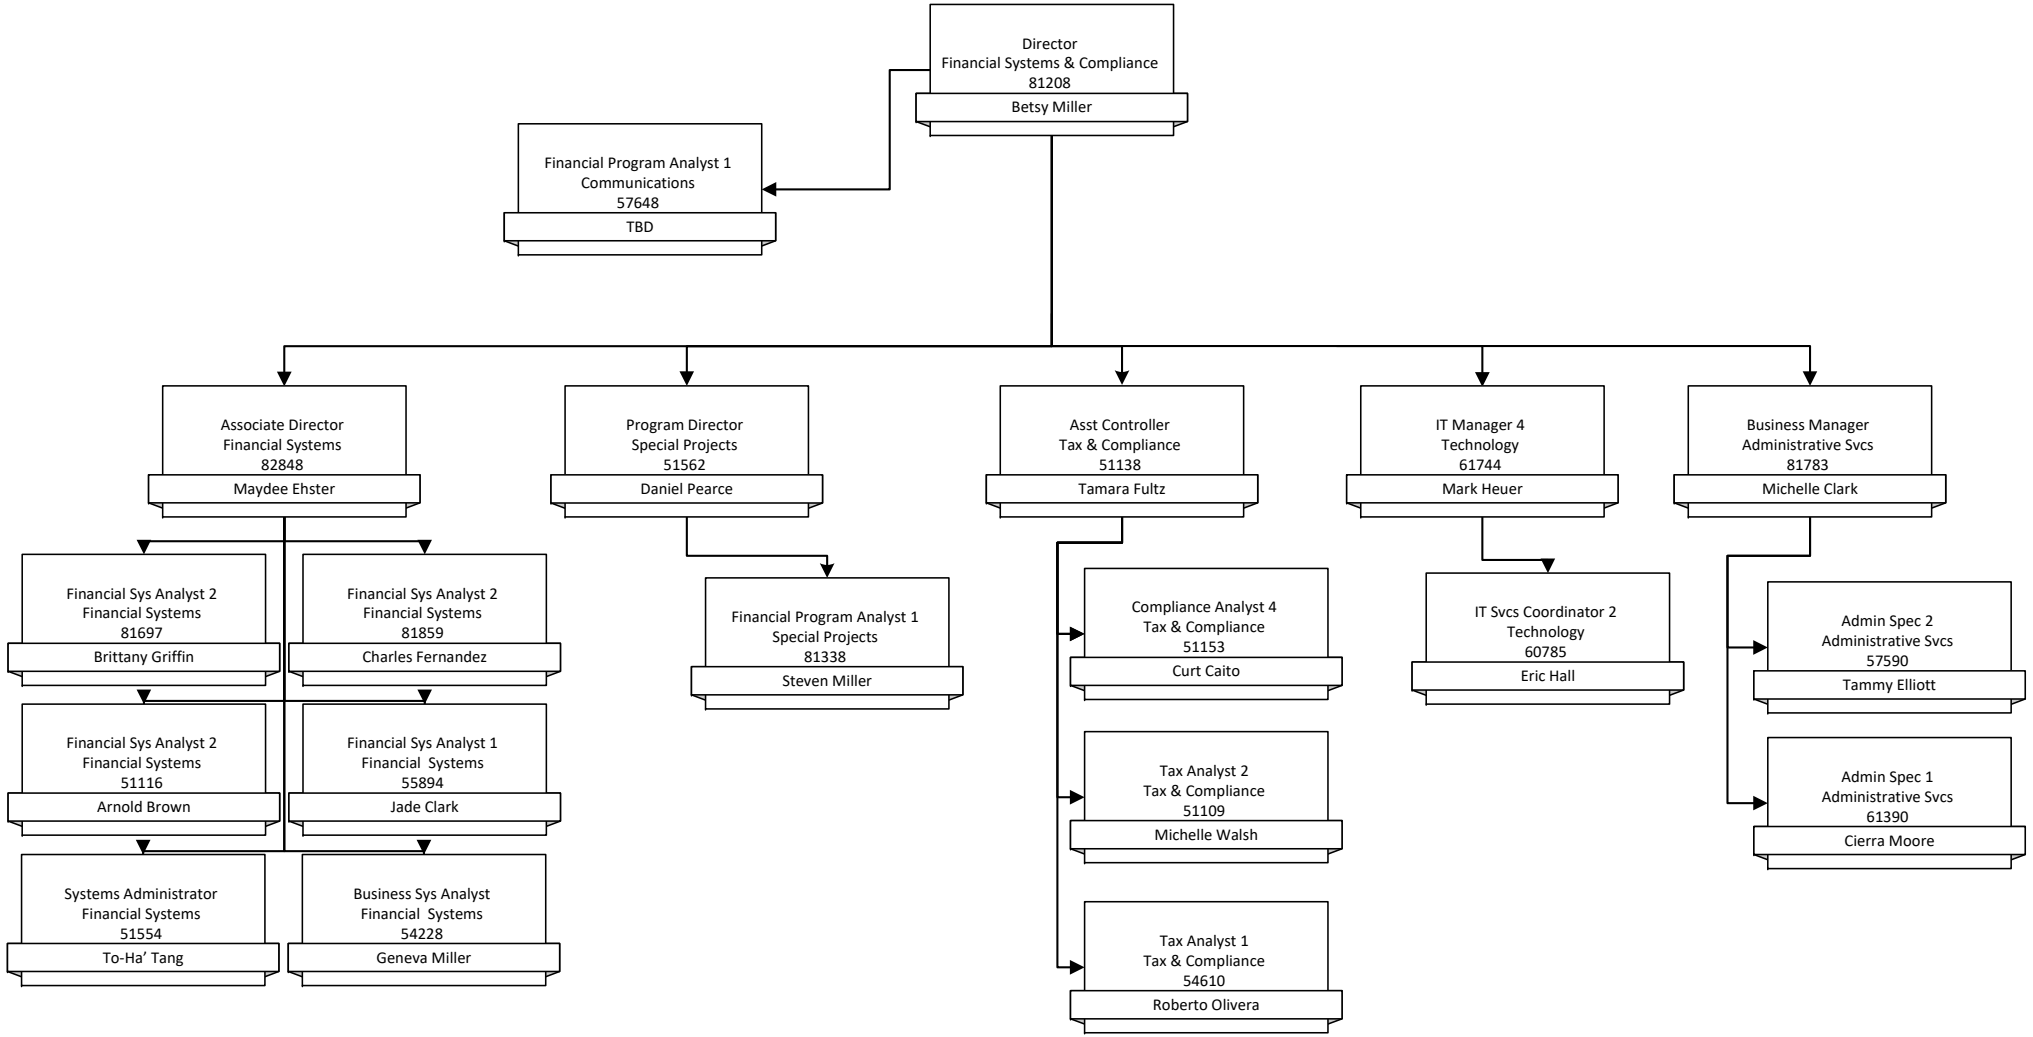 Director
Financial Systems & Compliance
81208
Betsy Miller
Financial Program Analyst 1
Communications
57648
TBD
Associate Director
Financial Systems
82848
Maydee Ehster
Program Director
Special Projects
51562
Daniel Pearce
Asst Controller
Tax & Compliance
51138
Tamara Fultz
IT Manager 4
Technology
61744
Mark Heuer
Business Manager
Administrative Svcs
81783
Michelle Clark
Financial Sys Analyst 2
Financial Systems
81697
Brittany Griffin
Financial Sys Analyst 2
Financial Systems
81859
Charles Fernandez
Financial Sys Analyst 2
Financial Systems
51116
Arnold Brown
Financial Sys Analyst 1
Financial  Systems
55894
Jade Clark
Systems Administrator
Financial Systems
51554
To-Ha’ Tang
Business Sys Analyst
Financial  Systems
54228
Geneva Miller
Financial Program Analyst 1
Special Projects
81338
Steven Miller
Compliance Analyst 4
Tax & Compliance
51153
Curt Caito
Tax Analyst 2
Tax & Compliance
51109
Michelle Walsh
Tax Analyst 1
Tax & Compliance
54610
Roberto Olivera
IT Svcs Coordinator 2
Technology
60785
Eric Hall
Admin Spec 2
Administrative Svcs
57590
Tammy Elliott
Admin Spec 1
Administrative Svcs
61390
Cierra Moore